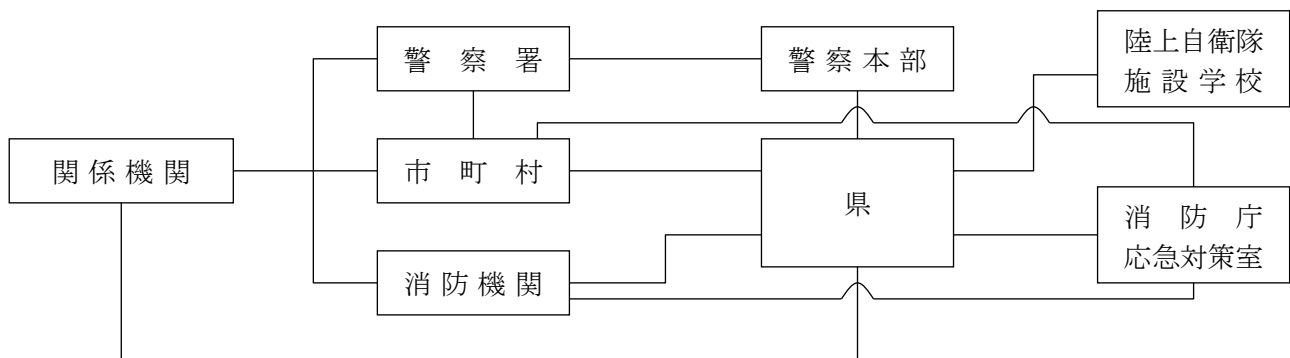 警察署
警察本部
陸上自衛隊
施設学校
関係機関
市町村
県
消防庁
応急対策室
消防機関